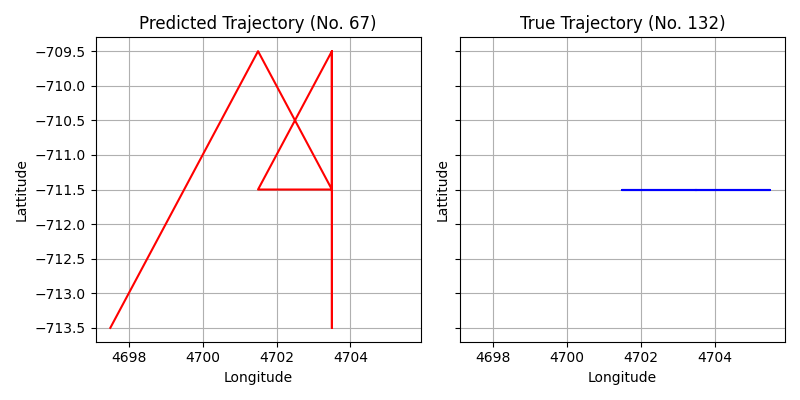 Predicted Trajectory (No. 67)
True Trajectory (No. 132)
Lattitude
−709.5
−710.0
−710.5
−711.0
−711.5
−712.0
−712.5
−713.0
−713.5
4698
4700
4702
4704
Longitude
Lattitude
4698
4700
4702
4704
Longitude